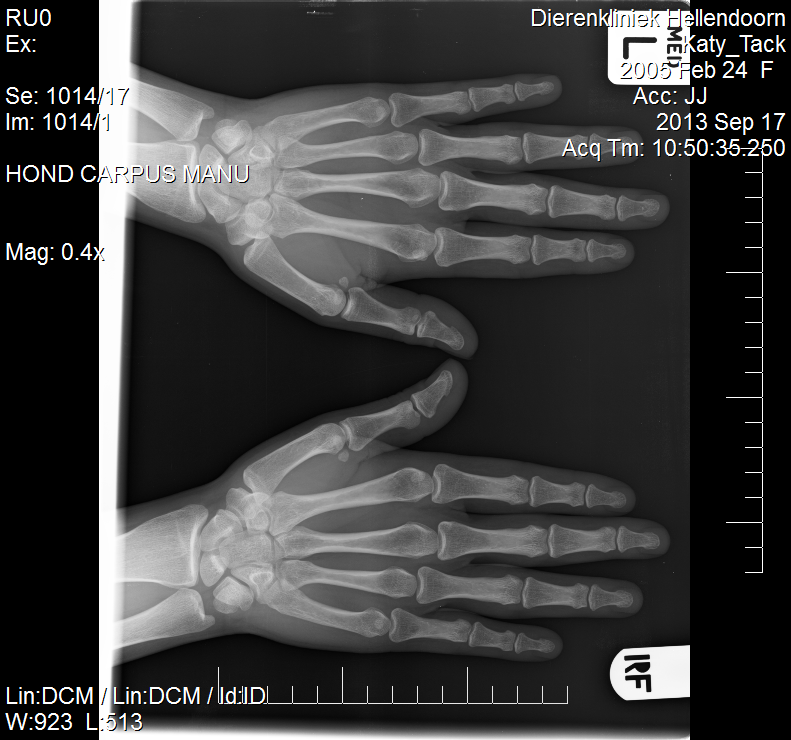 RU0
Ex:
Se: 1014/17
Im: 1014/1
HOND CARPUS MANU
Mag: 0.4x
Dierenkliniek Hellendoorn
Katy_Tack
2005 Feb 24 F
Acc: JJ
2013 Sep 17
Acq Tm: 10:50:35.250
L
MED
RF
Lin:DCM / Lin:DCM / Id:ID
W:923 L:513